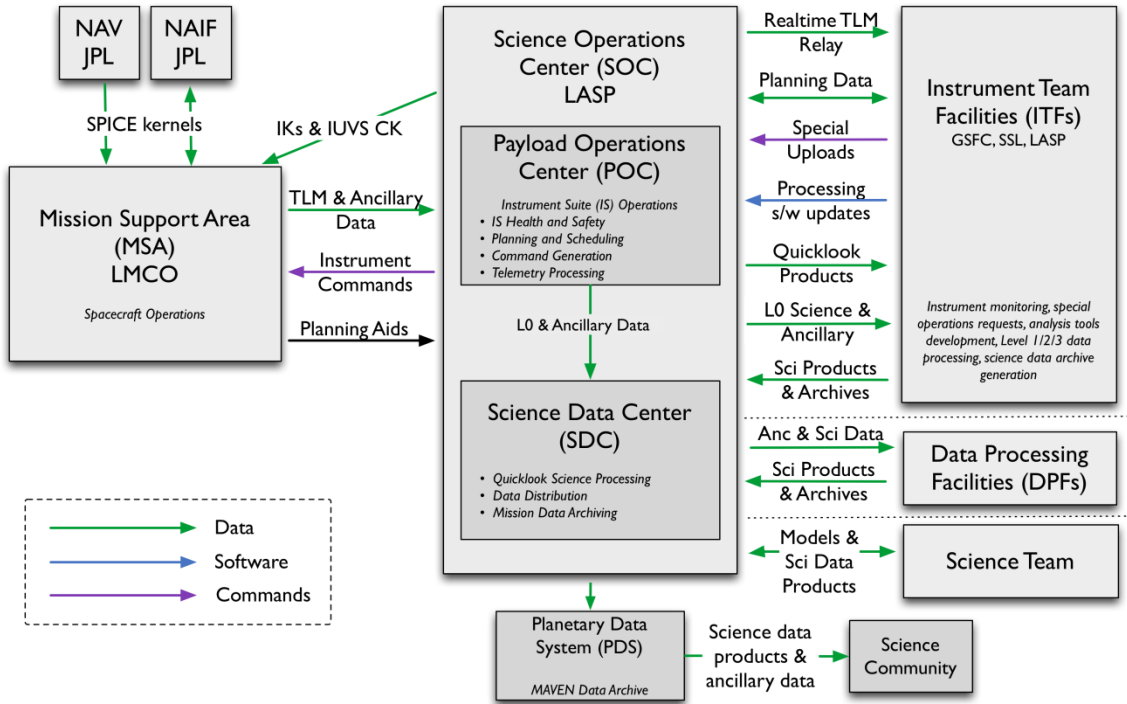 NAV
JPL
NAIF
JPL
SPICE kernels
IKs & IUVS CK
Mission Support Area
(MSA)
LMCO
Spacecraft Operations
TLM & Ancillary
Data
Instrument
Commands
Planning Aids
Science Operations
Center (SOC)
LASP
Payload Operations
Center (POC)
Instrument Suite (IS) Operations
• IS Health and Safety
• Planning and Scheduling
• Command Generation
• Telemetry Processing
L0 & Ancillary Data
Science Data Center
(SDC)
• Quicklook Science Processing
• Data Distribution
• Mission Data Archiving
Realtime TLM
Relay
Planning Data
Special
Uploads
Processing
s/w updates
Quicklook
Products
L0 Science &
Ancillary
Sci Products
& Archives
Instrument Team
Facilities (ITFs)
GSFC, SSL, LASP
Instrument monitoring, special
operations requests, analysis tools
development, Level 1/2/3 data
processing, science data archive
generation
Anc & Sci Data
Sci Products
& Archives
Data Processing
Facilities (DPFs)
Models &
Sci Data
Products
Science Team
Data
Software
Commands
Planetary Data
System (PDS)
MAVEN Data Archive
Science data
products &
ancillary data
Science
Community